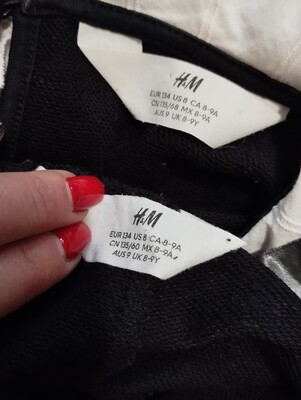 H&M
EUR 134 US 8 CA 8-9A
CN 135/68 MX 8-9A
AUS 9 UK 8-9Y
H&M
EUR 134 US 8 CA 8-9A
CN 135/60 MX 8-9A
AUS 9 UK 8-9Y